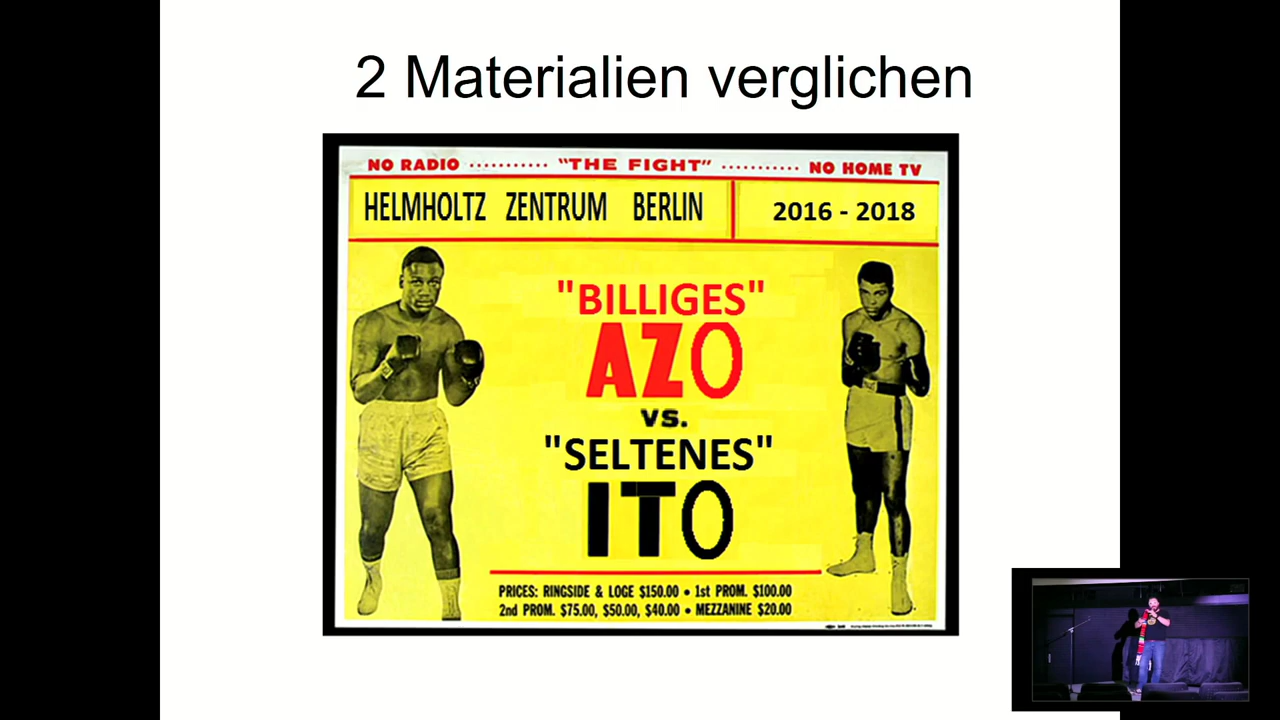 2 Materialien verglichen
NO RADIO ........... "THE FIGHT" ........... NO HOME TV
HELMHOLTZ ZENTRUM BERLIN
2016 - 2018
"BILLIGES"
AZO
VS.
"SELTENES"
ITO
PRICES: RINGSIDE & LOGE $150.00 • 1st PROM. $100.00
2nd PROM. $75.00, $50.00, $40.00 • MEZZANINE $20.00